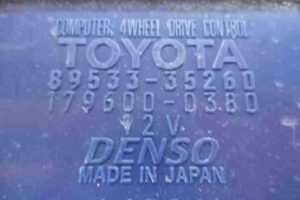 COMPUTER, 4WHEEL DRIVE CONTROL
TOYOTA
89533-35260
179600-0380
12V
DENSO
MADE IN JAPAN